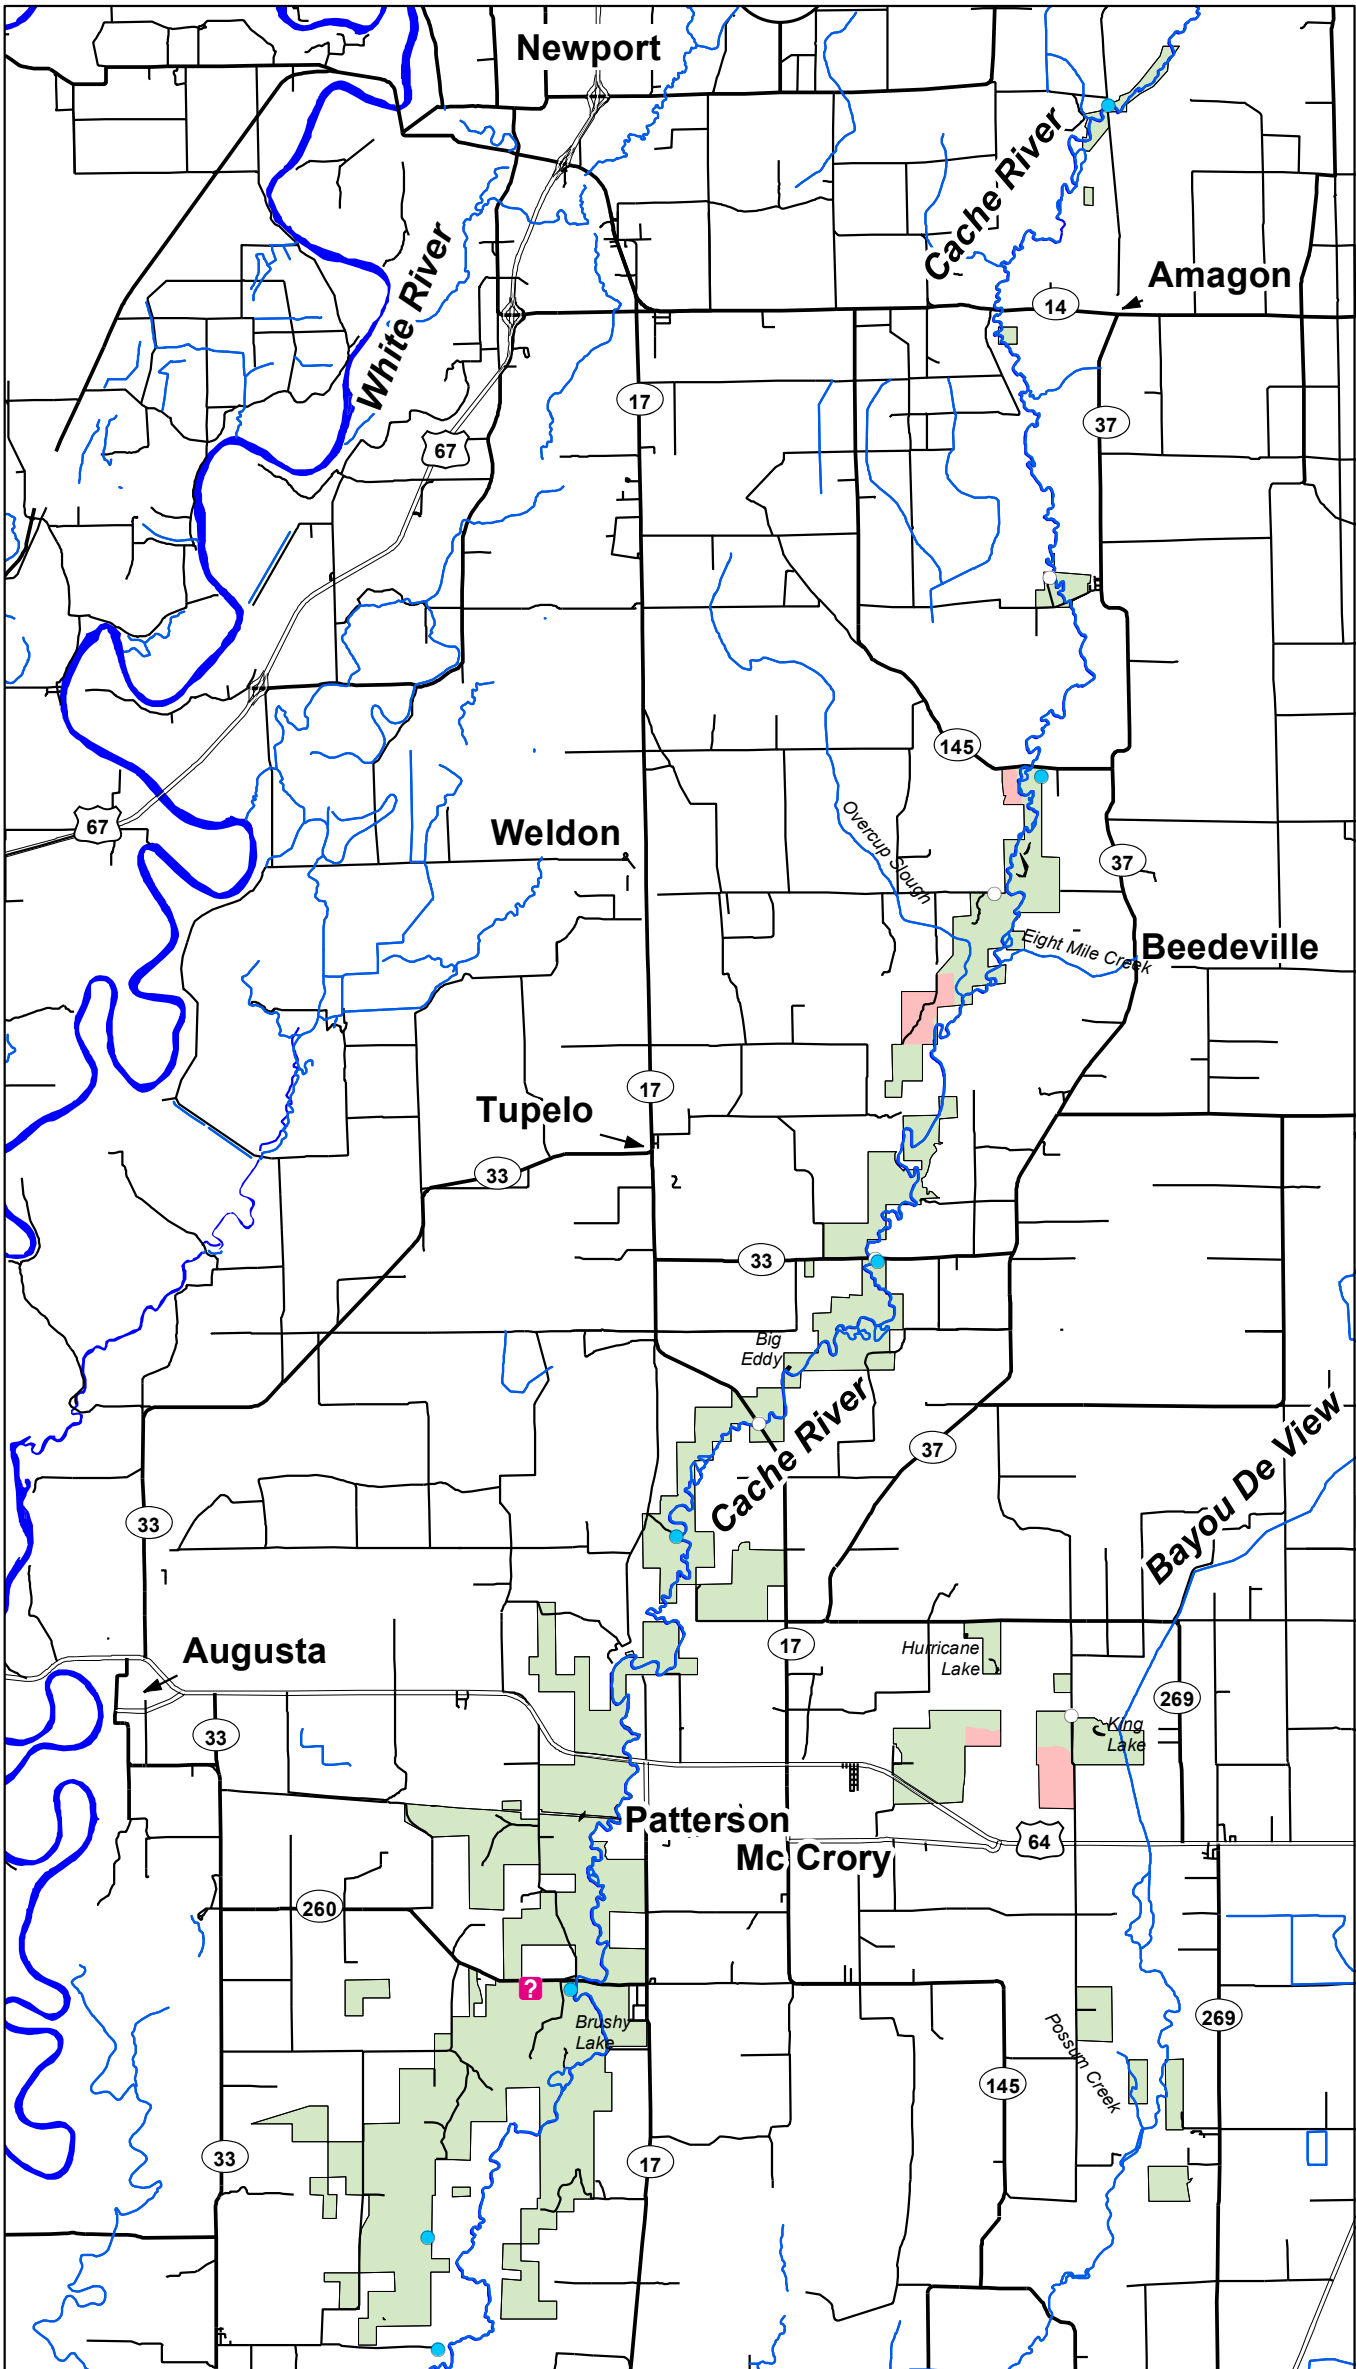 Newport
Cache River
White River
Amagon
14
17
37
67
145
67
Weldon
Overcup Slough
37
Eight Mile Creek
Beedeville
17
Tupelo
33
33
Big
Eddy
Cache River
37
Bayou De View
33
Augusta
17
Hurricane
Lake
269
33
King
Lake
Patterson
64
Mc Crory
260
?
Brushy
Lake
269
Possum Creek
145
33
17